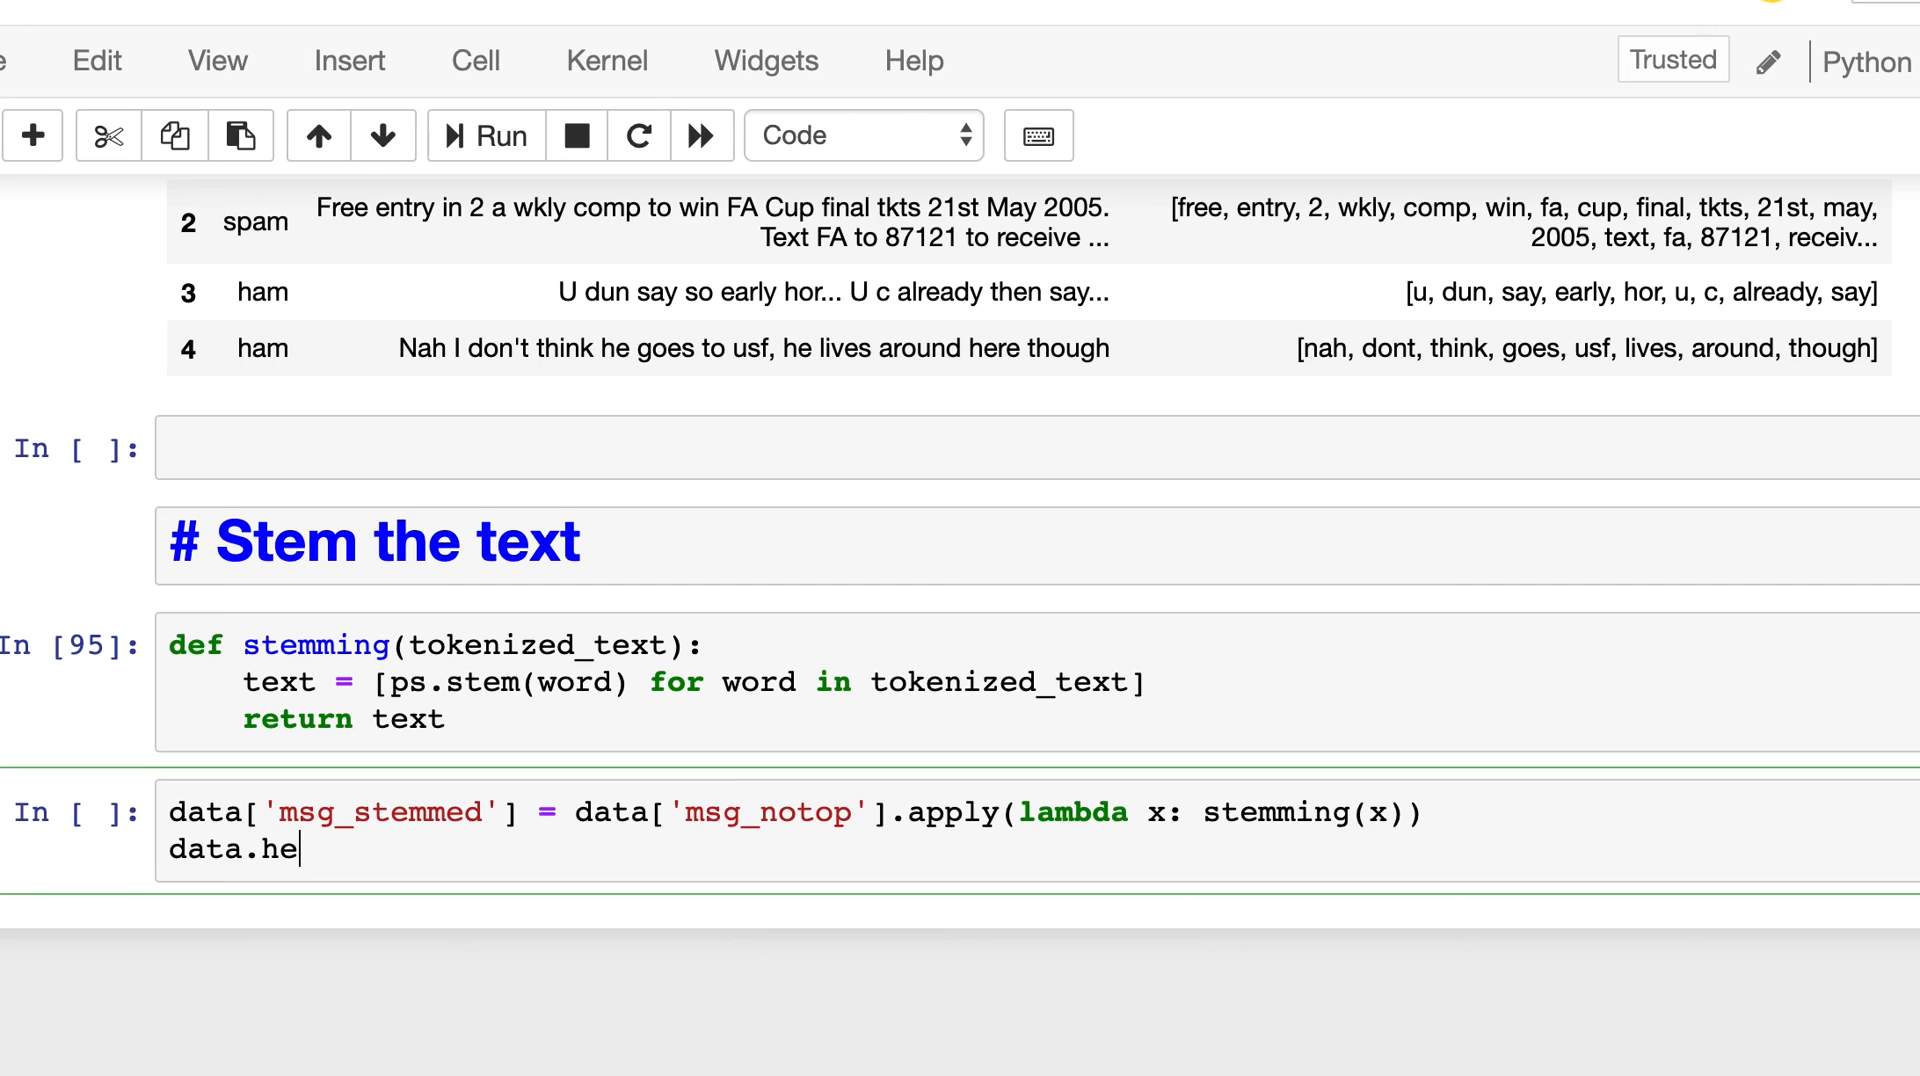 Edit View Insert Cell Kernel Widgets Help Trusted Python
Run Code
2 spam Free entry in 2 a wkly comp to win FA Cup final tkts 21st May 2005. [free, entry, 2, wkly, comp, win, fa, cup, final, tkts, 21st, may,
Text FA to 87121 to receive ... 2005, text, fa, 87121, receiv...
3 ham U dun say so early hor... U c already then say... [u, dun, say, early, hor, u, c, already, say]
4 ham Nah I don't think he goes to usf, he lives around here though [nah, dont, think, goes, usf, lives, around, though]
In [ ]:
# Stem the text
In [95]: def stemming(tokenized_text):
text = [ps.stem(word) for word in tokenized_text]
return text
In [ ]: data['msg_stemmed'] = data['msg_notop'].apply(lambda x: stemming(x))
data.he